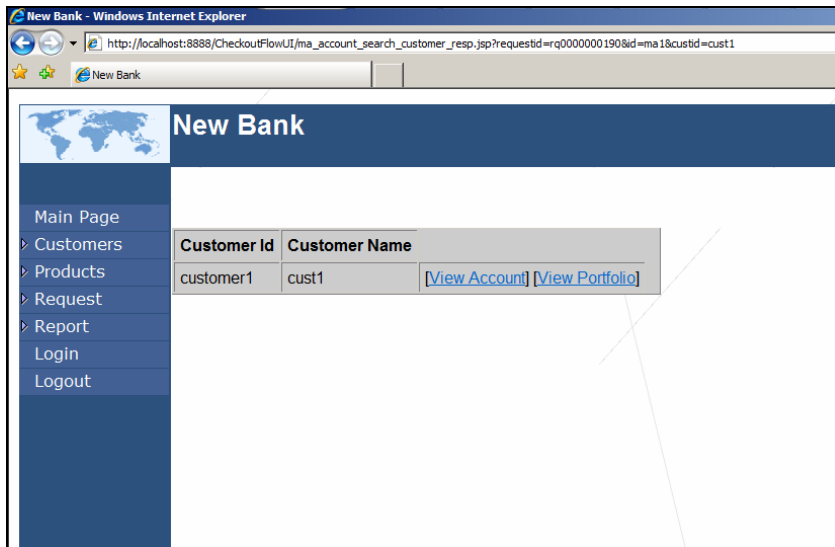 New Bank - Windows Internet Explorer
http://localhost:8888/CheckoutFlowUI/ma_account_search_customer_resp.jsp?requestid=rq0000000190&id=ma1&custid=cust1
New Bank
New Bank
Main Page
Customers
Products
Request
Report
Login
Logout
Customer Id Customer Name
customer1 cust1 [View Account] [View Portfolio]